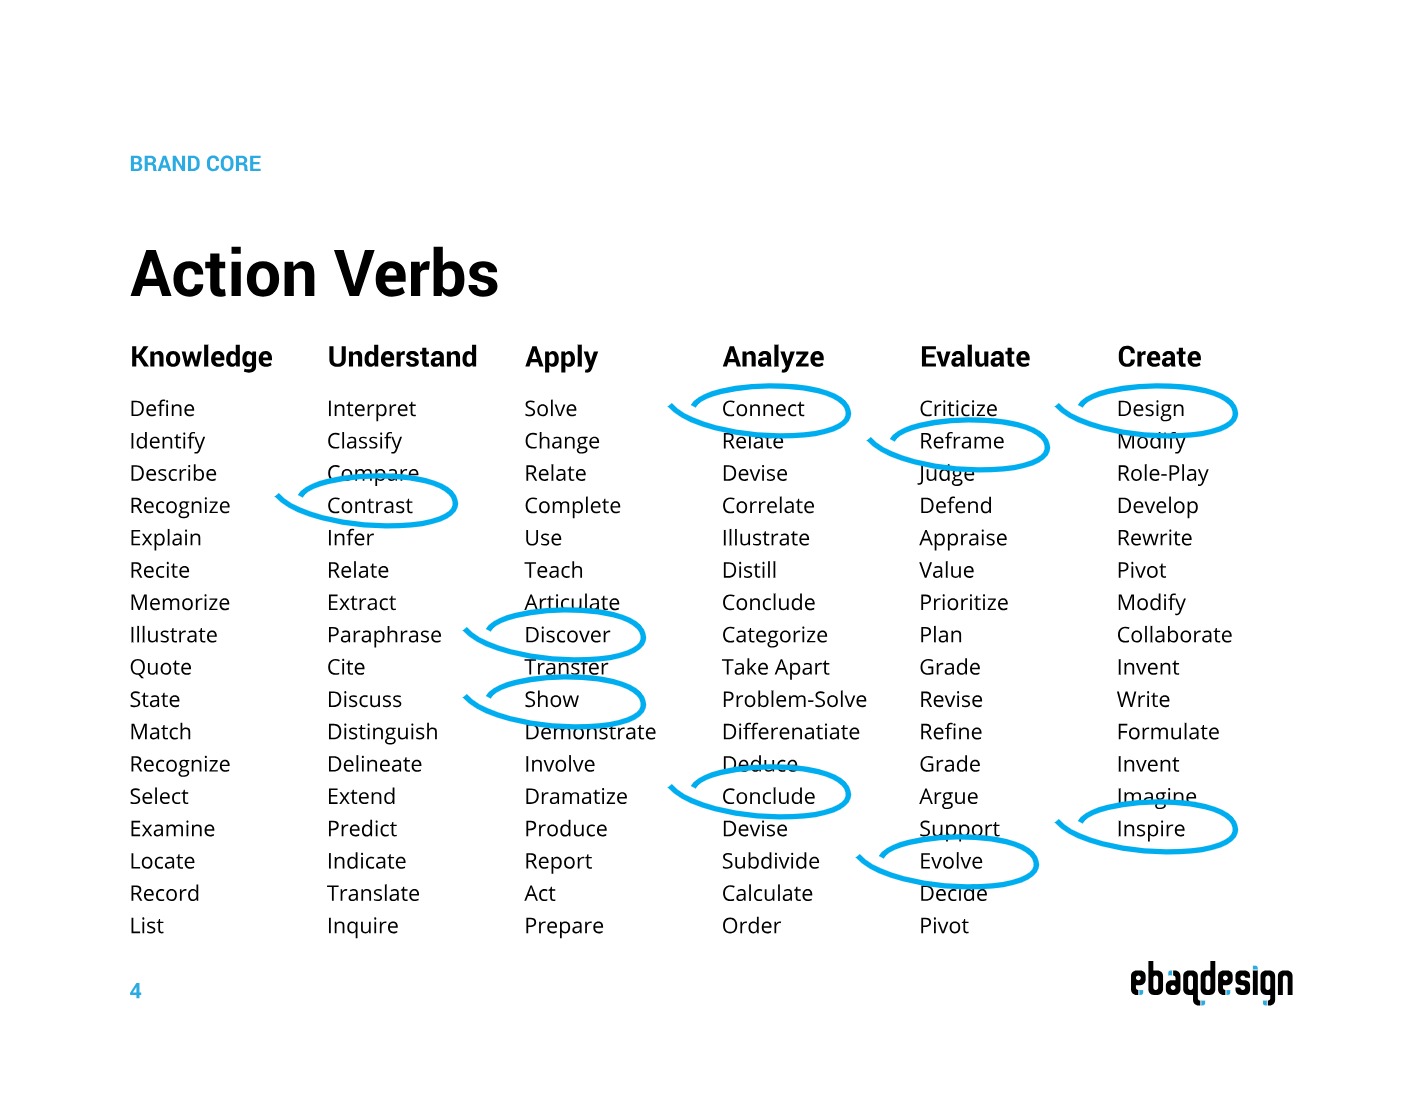 BRAND CORE
Action Verbs
Knowledge Understand Apply Analyze Evaluate Create
Define Interpret Solve Connect Criticize Design
Identify Classify Change Relate Reframe Modify
Describe Compare Relate Devise Judge Role-Play
Recognize Contrast Complete Correlate Defend Develop
Explain Infer Use Illustrate Appraise Rewrite
Recite Relate Teach Distill Value Pivot
Memorize Extract Articulate Conclude Prioritize Modify
Illustrate Paraphrase Discover Categorize Plan Collaborate
Quote Cite Transfer Take Apart Grade Invent
State Discuss Show Problem-Solve Revise Write
Match Distinguish Demonstrate Differenatiate Refine Formulate
Recognize Delineate Involve Deduce Grade Invent
Select Extend Dramatize Conclude Argue Imagine
Examine Predict Produce Devise Support Inspire
Locate Indicate Report Subdivide Evolve
Record Translate Act Calculate Decide
List Inquire Prepare Order Pivot
4
ebaqdesign